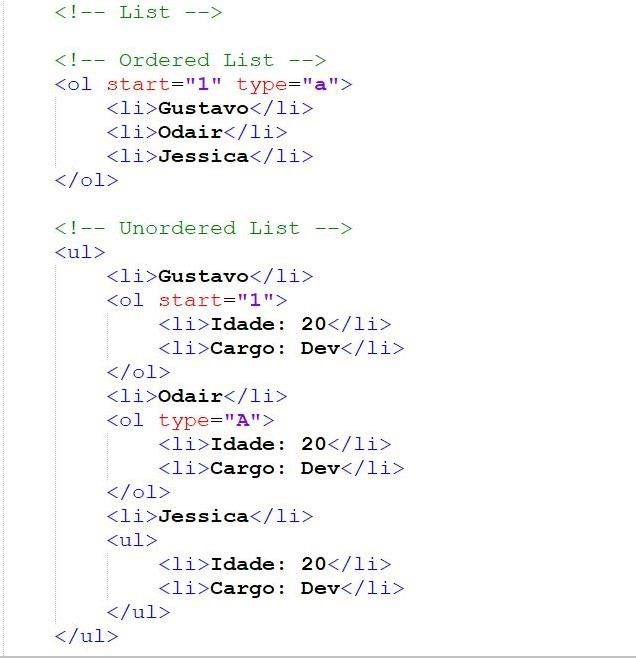 <!-- List -->
<!-- Ordered List -->
<ol start="1" type="a">
<li>Gustavo</li>
<li>Odair</li>
<li>Jessica</li>
</ol>
<!-- Unordered List -->
<ul>
<li>Gustavo</li>
<ol start="1">
<li>Idade: 20</li>
<li>Cargo: Dev</li>
</ol>
<li>Odair</li>
<ol type="A">
<li>Idade: 20</li>
<li>Cargo: Dev</li>
</ol>
<li>Jessica</li>
<ul>
<li>Idade: 20</li>
<li>Cargo: Dev</li>
</ul>
</ul>